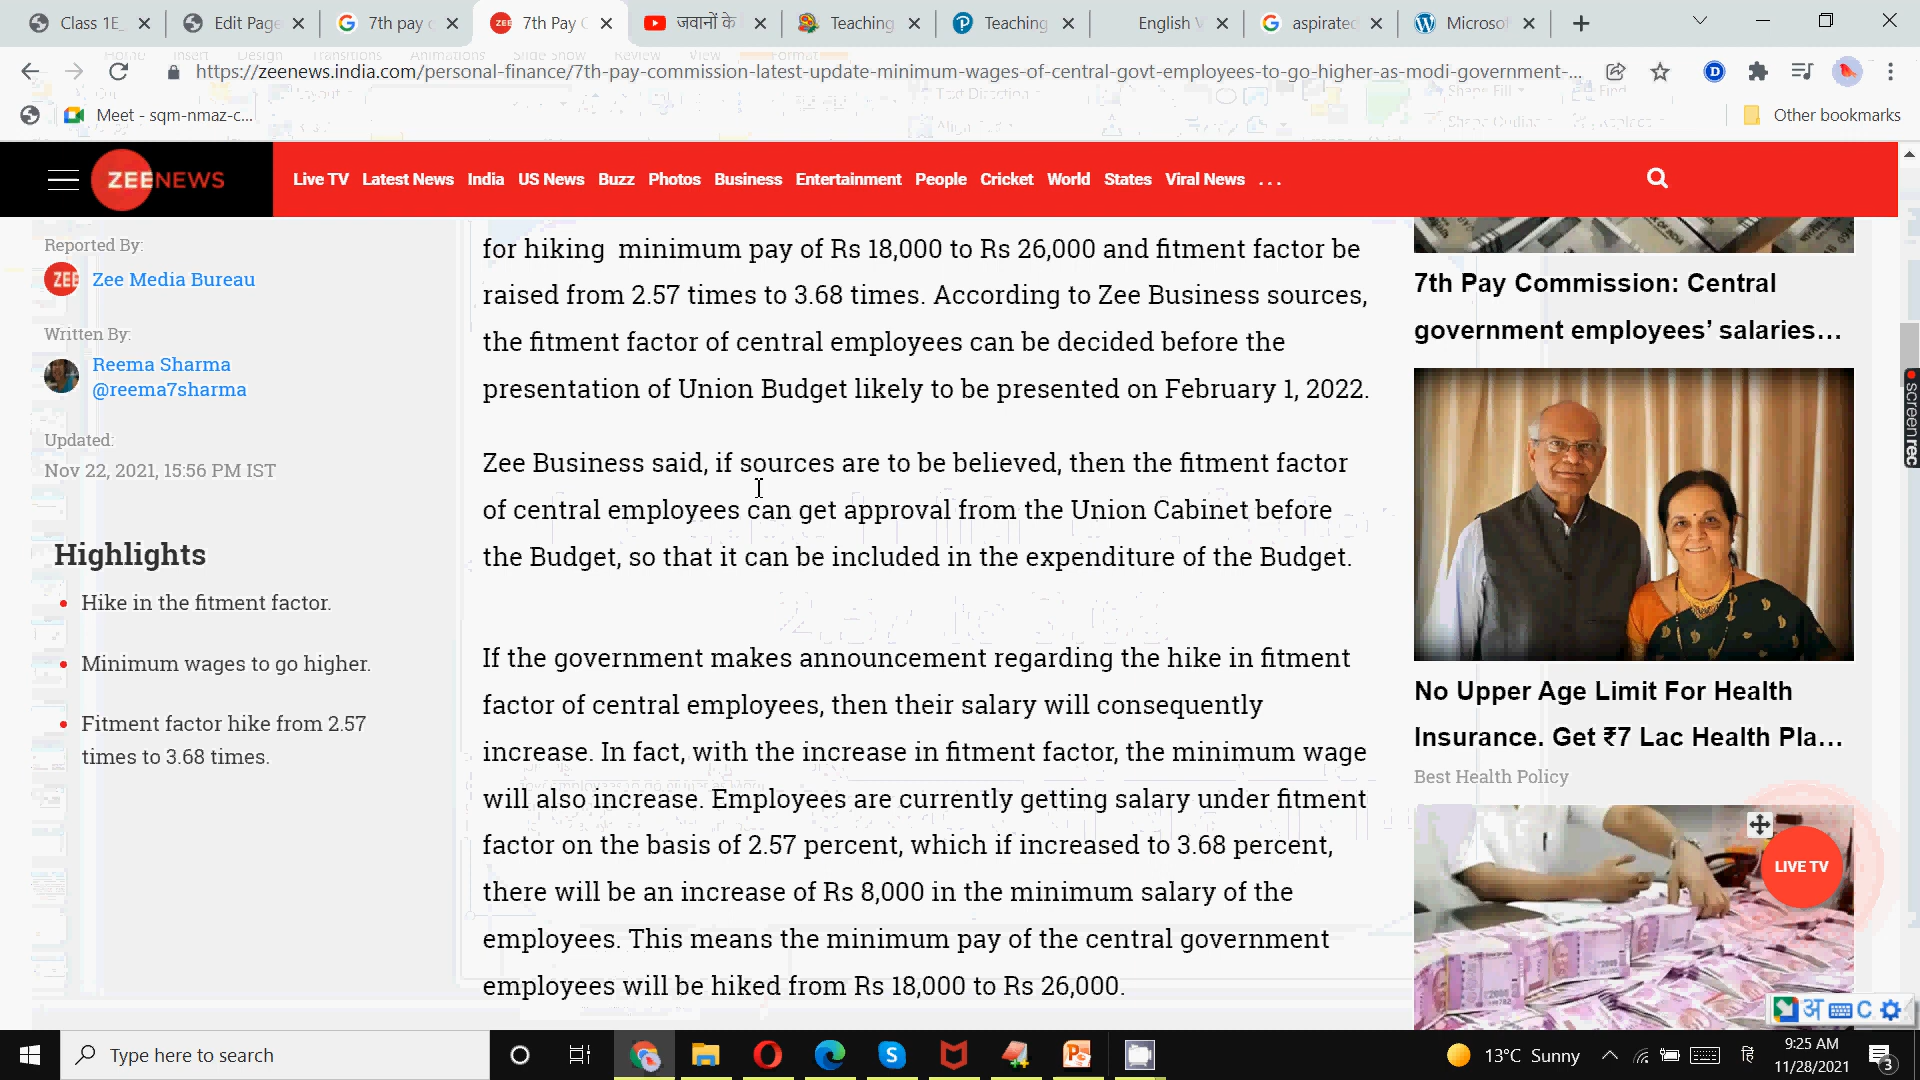 Class 1E_
Edit Page
7th pay c
7th Pay C
जवानों के
Teaching
Teaching
English V
aspirated
Microsof
https://zeenews.india.com/personal-finance/7th-pay-commission-latest-update-minimum-wages-of-central-govt-employees-to-go-higher-as-modi-government-...
Meet - sqm-nmaz-c...
Other bookmarks
ZEENEWS
Live TV Latest News India US News Buzz Photos Business Entertainment People Cricket World States Viral News ...
Reported By:
ZEE
Zee Media Bureau
Written By:
Reema Sharma
@reema7sharma
Updated:
Nov 22, 2021, 15:56 PM IST
Highlights
Hike in the fitment factor.
Minimum wages to go higher.
Fitment factor hike from 2.57
times to 3.68 times.
for hiking minimum pay of Rs 18,000 to Rs 26,000 and fitment factor be
raised from 2.57 times to 3.68 times. According to Zee Business sources,
the fitment factor of central employees can be decided before the
presentation of Union Budget likely to be presented on February 1, 2022.
Zee Business said, if sources are to be believed, then the fitment factor
of central employees can get approval from the Union Cabinet before
the Budget, so that it can be included in the expenditure of the Budget.
If the government makes announcement regarding the hike in fitment
factor of central employees, then their salary will consequently
increase. In fact, with the increase in fitment factor, the minimum wage
will also increase. Employees are currently getting salary under fitment
factor on the basis of 2.57 percent, which if increased to 3.68 percent,
there will be an increase of Rs 8,000 in the minimum salary of the
employees. This means the minimum pay of the central government
employees will be hiked from Rs 18,000 to Rs 26,000.
7th Pay Commission: Central
government employees’ salaries...
No Upper Age Limit For Health
Insurance. Get ₹7 Lac Health Pla...
Best Health Policy
LIVE TV
screenrec
अ
Type here to search
13°C Sunny
हि
9:25 AM
11/28/2021
3